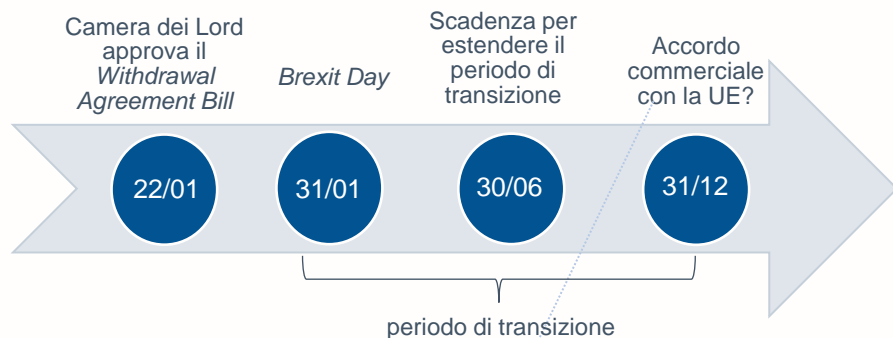 Camera dei Lord
approva il
Withdrawal
Agreement Bill
Brexit Day
Scadenza per
estendere il
periodo di
transizione
Accordo
commerciale
con la UE?
22/01
31/01
30/06
31/12
periodo di transizione